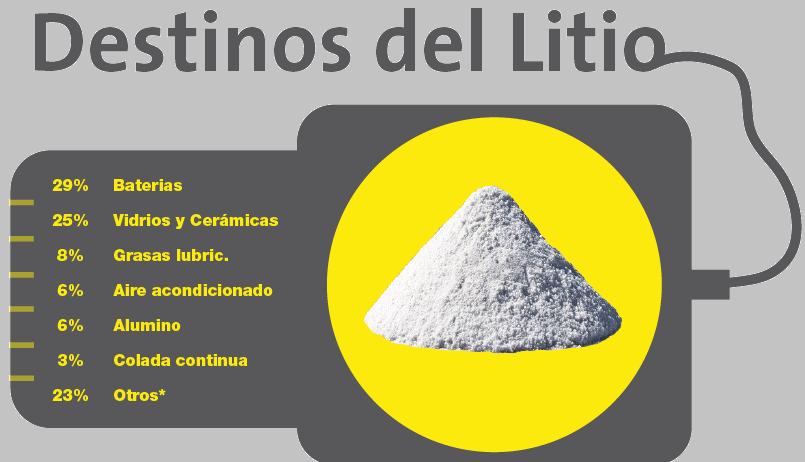 Destinos del Litio
29% Baterias
25% Vidrios y Cerámicas
8% Grasas lubric.
6% Aire acondicionado
6% Alumino
3% Colada continua
23% Otros*